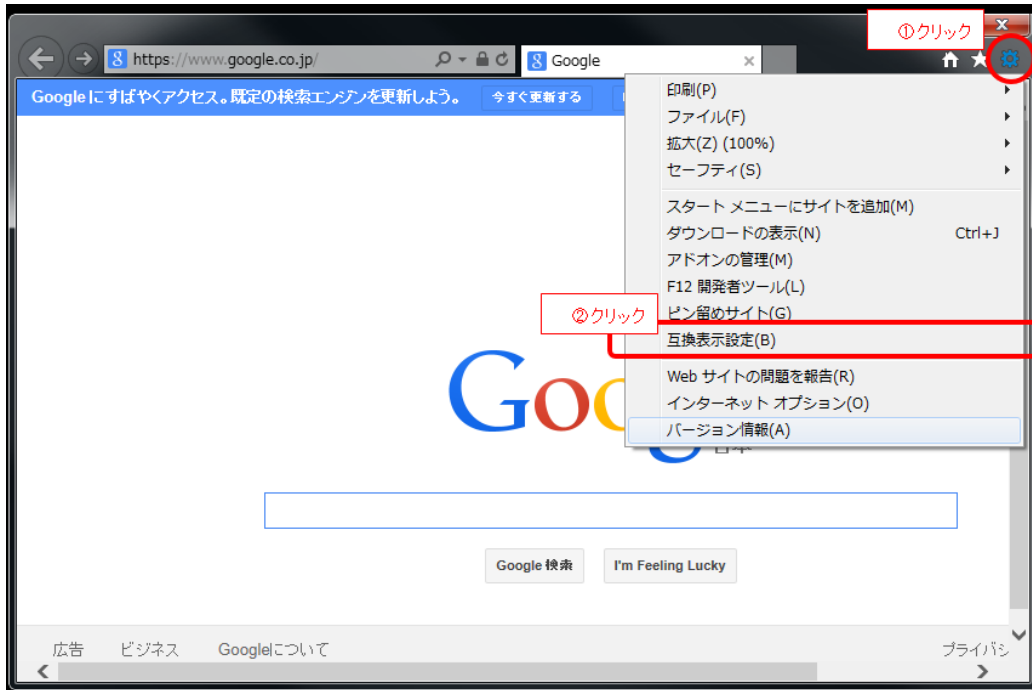 ①クリック
https://www.google.co.jp/
Google
Googleにすばやくアクセス。既定の検索エンジンを更新しよう。 今すぐ更新する
印刷(P)
ファイル(F)
拡大(Z) (100%)
セーフティ(S)
スタート メニューにサイトを追加(M)
ダウンロードの表示(N) Ctrl+J
アドオンの管理(M)
F12 開発者ツール(L)
②クリック
ピン留めサイト(G)
互換表示設定(B)
Web サイトの問題を報告(R)
インターネット オプション(O)
バージョン情報(A)
Goo
日本
Google 検索 I'm Feeling Lucky
広告 ビジネス Googleについて プライバシ